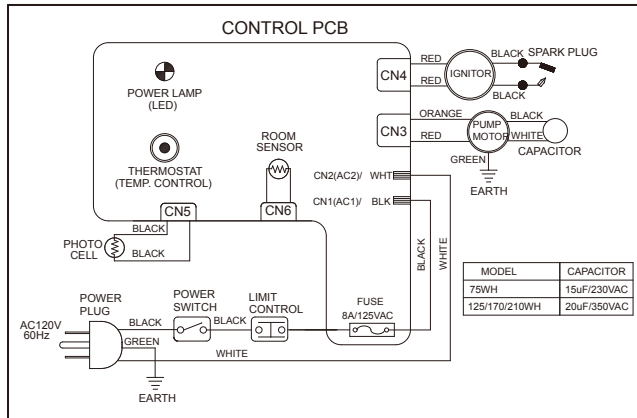 CONTROL PCB
POWER LAMP
(LED)
THERMOSTAT
(TEMP. CONTROL)
ROOM
SENSOR
CN4
RED
RED
IGNITOR
BLACK
SPARK PLUG
BLACK
CN3
ORANGE
RED
PUMP
MOTOR
BLACK
WHITE
CAPACITOR
GREEN
EARTH
CN2(AC2)/ WHT
CN1(AC1)/ BLK
CN5
CN6
BLACK
BLACK
PHOTO
CELL
BLACK
WHITE
MODEL CAPACITOR
75WH 15uF/230VAC
125/170/210WH 20uF/350VAC
POWER
PLUG
AC120V
60Hz
BLACK
GREEN
POWER
SWITCH
BLACK
LIMIT
CONTROL
FUSE
8A/125VAC
WHITE
EARTH